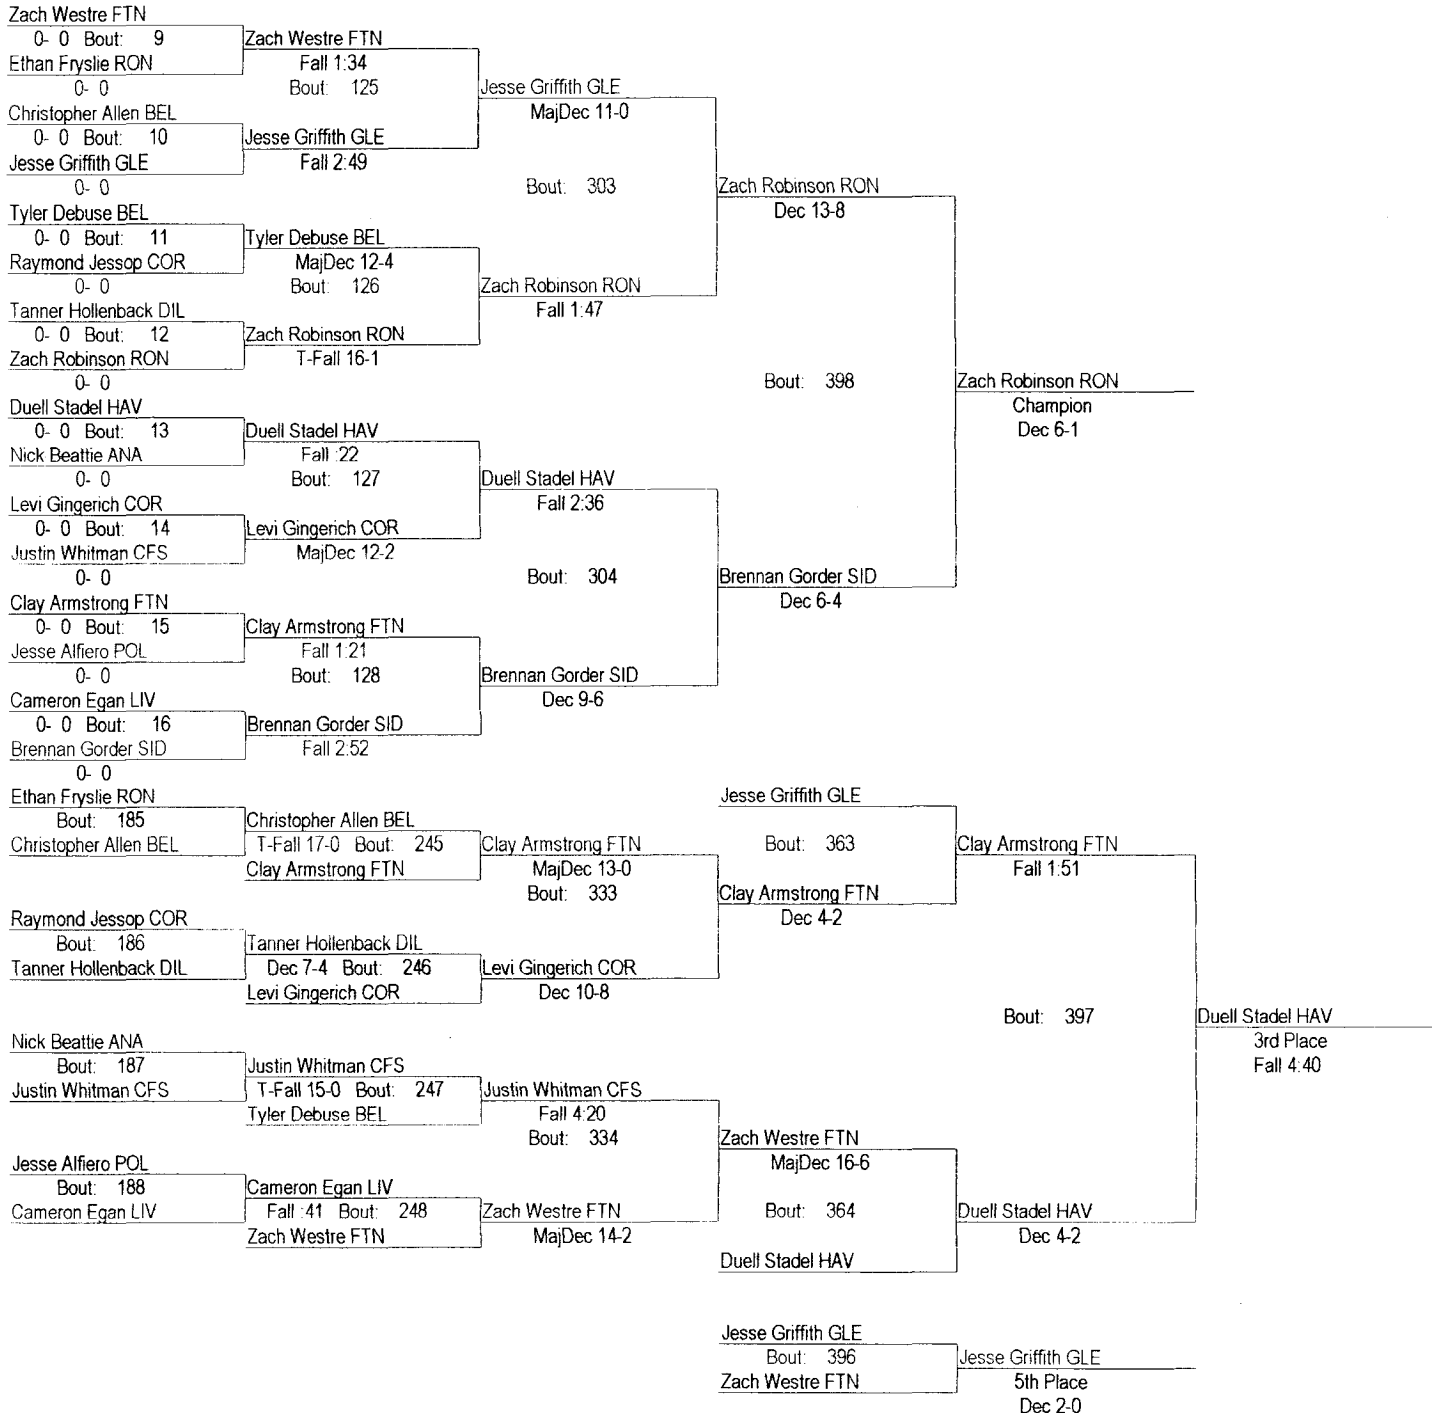 Zach Westre FTN
0- 0 Bout: 9
Zach Westre FTN
Ethan Fryslie RON
Fall 1:34
0- 0
Bout: 125
Jesse Griffith GLE
Christopher Allen BEL
MajDec 11-0
0- 0 Bout: 10
Jesse Griffith GLE
Jesse Griffith GLE
Fall 2:49
0- 0
Bout: 303
Zach Robinson RON
Tyler Debuse BEL
Dec 13-8
0- 0 Bout: 11
Tyler Debuse BEL
Raymond Jessop COR
MajDec 12-4
0- 0
Bout: 126
Zach Robinson RON
Tanner Hollenback DIL
Fall 1:47
0- 0 Bout: 12
Zach Robinson RON
Zach Robinson RON
T-Fall 16-1
0- 0
Bout: 398
Zach Robinson RON
Duell Stadel HAV
Champion
0- 0 Bout: 13
Duell Stadel HAV
Dec 6-1
Nick Beattie ANA
Fall :22
0- 0
Bout: 127
Duell Stadel HAV
Levi Gingerich COR
Fall 2:36
0- 0 Bout: 14
Levi Gingerich COR
Justin Whitman CFS
MajDec 12-2
0- 0
Bout: 304
Brennan Gorder SID
Clay Armstrong FTN
Dec 6-4
0- 0 Bout: 15
Clay Armstrong FTN
Jesse Alfiero POL
Fall 1:21
0- 0
Bout: 128
Brennan Gorder SID
Cameron Egan LIV
Dec 9-6
0- 0 Bout: 16
Brennan Gorder SID
Brennan Gorder SID
Fall 2:52
0- 0
Ethan Fryslie RON
Jesse Griffith GLE
Bout: 185
Christopher Allen BEL
Christopher Allen BEL
T-Fall 17-0 Bout: 245
Clay Armstrong FTN
Bout: 363
Clay Armstrong FTN
Clay Armstrong FTN
MajDec 13-0
Fall 1:51
Bout: 333
Clay Armstrong FTN
Raymond Jessop COR
Dec 4-2
Bout: 186
Tanner Hollenback DIL
Tanner Hollenback DIL
Dec 7-4 Bout: 246
Levi Gingerich COR
Levi Gingerich COR
Dec 10-8
Bout: 397
Duell Stadel HAV
Nick Beattie ANA
3rd Place
Bout: 187
Justin Whitman CFS
Fall 4:40
Justin Whitman CFS
T-Fall 15-0 Bout: 247
Justin Whitman CFS
Tyler Debuse BEL
Fall 4:20
Bout: 334
Zach Westre FTN
Jesse Alfiero POL
MajDec 16-6
Bout: 188
Cameron Egan LIV
Cameron Egan LIV
Fall :41 Bout: 248
Zach Westre FTN
Bout: 364
Duell Stadel HAV
Zach Westre FTN
MajDec 14-2
Dec 4-2
Duell Stadel HAV
Jesse Griffith GLE
Bout: 396
Jesse Griffith GLE
Zach Westre FTN
5th Place
Dec 2-0